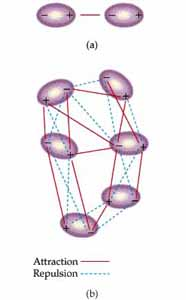 − + − +
(a)
− +
− +
− +
− +
− +
− +
Attraction
Repulsion
(b)